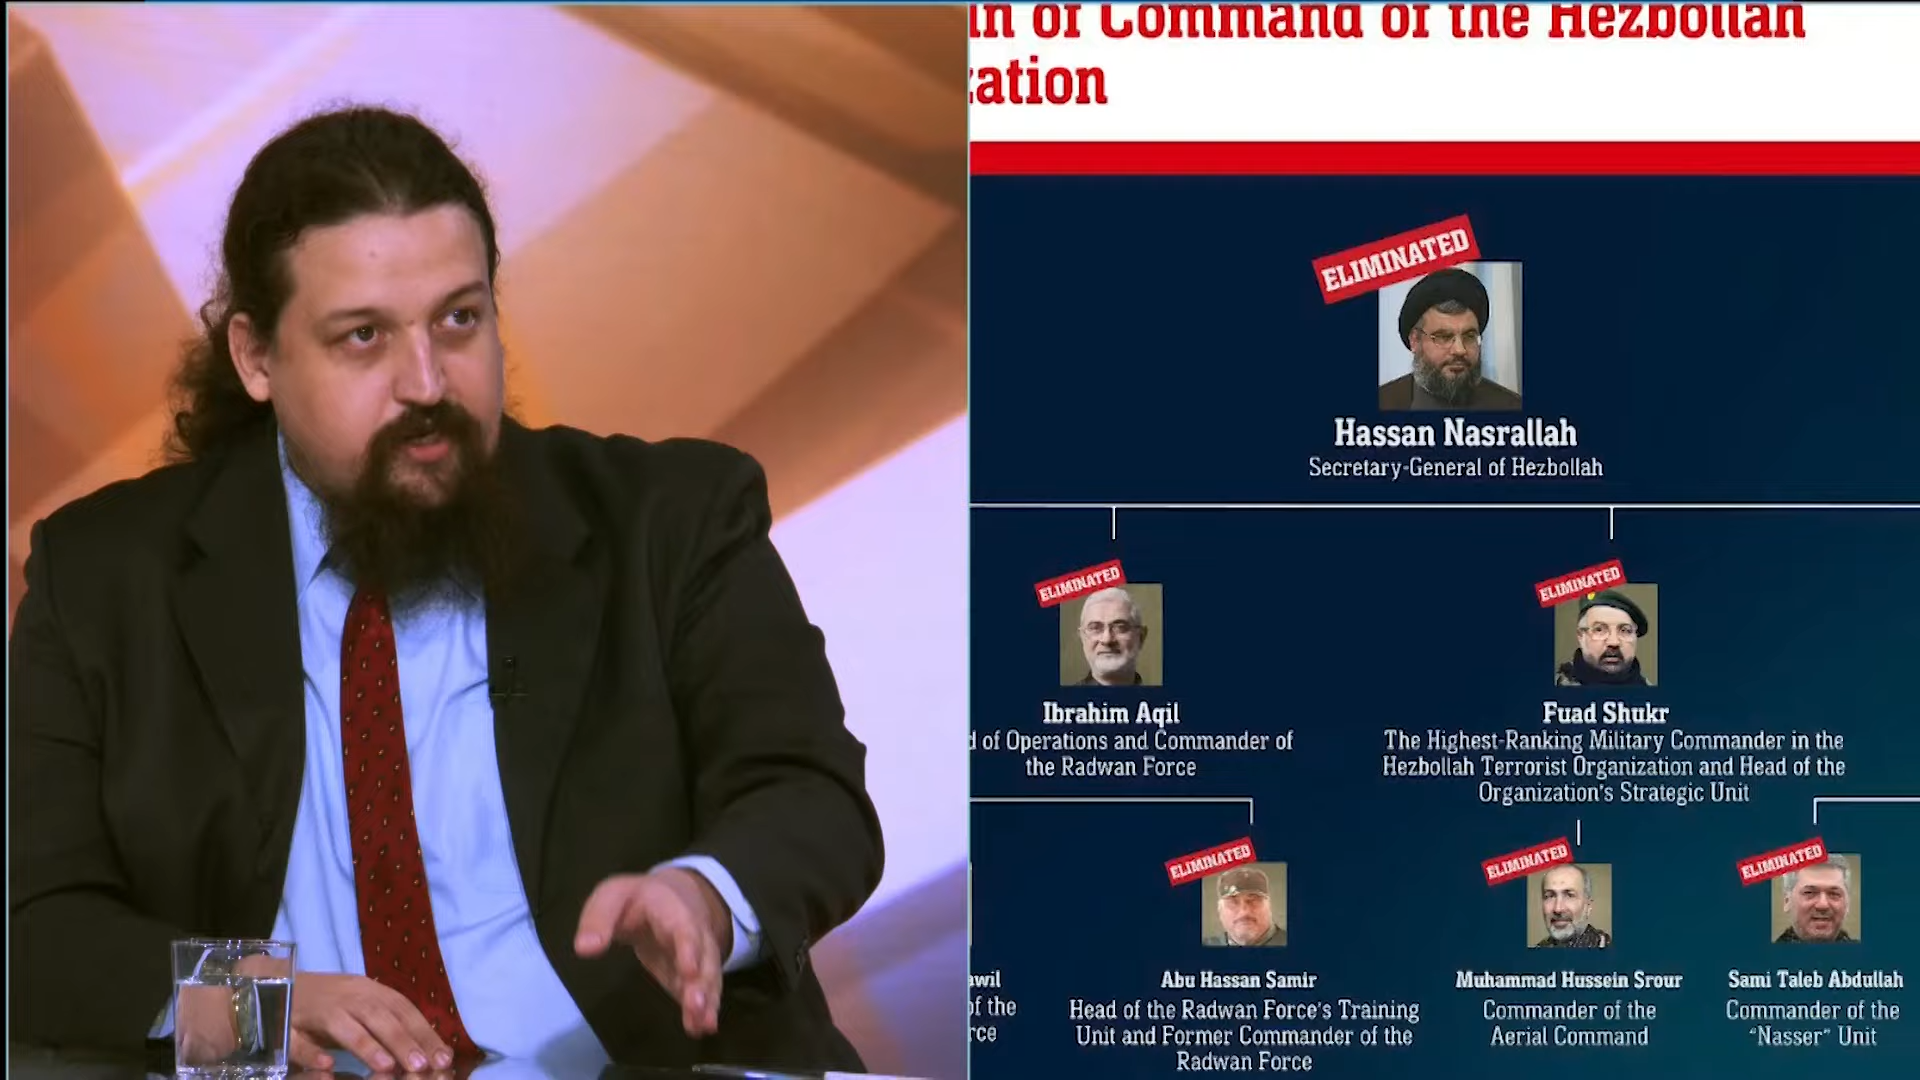 in of Command of the Hezbollah
zation
ELIMINATED
Hassan Nasrallah
Secretary-General of Hezbollah
ELIMINATED
Ibrahim Aqil
d of Operations and Commander of
the Radwan Force
ELIMINATED
Fuad Shukr
The Highest-Ranking Military Commander in the
Hezbollah Terrorist Organization and Head of the
Organization's Strategic Unit
awil
of the
rce
ELIMINATED
Abu Hassan Samir
Head of the Radwan Force's Training
Unit and Former Commander of the
Radwan Force
ELIMINATED
Muhammad Hussein Srour
Commander of the
Aerial Command
ELIMINATED
Sami Taleb Abdullah
Commander of the
"Nasser" Unit